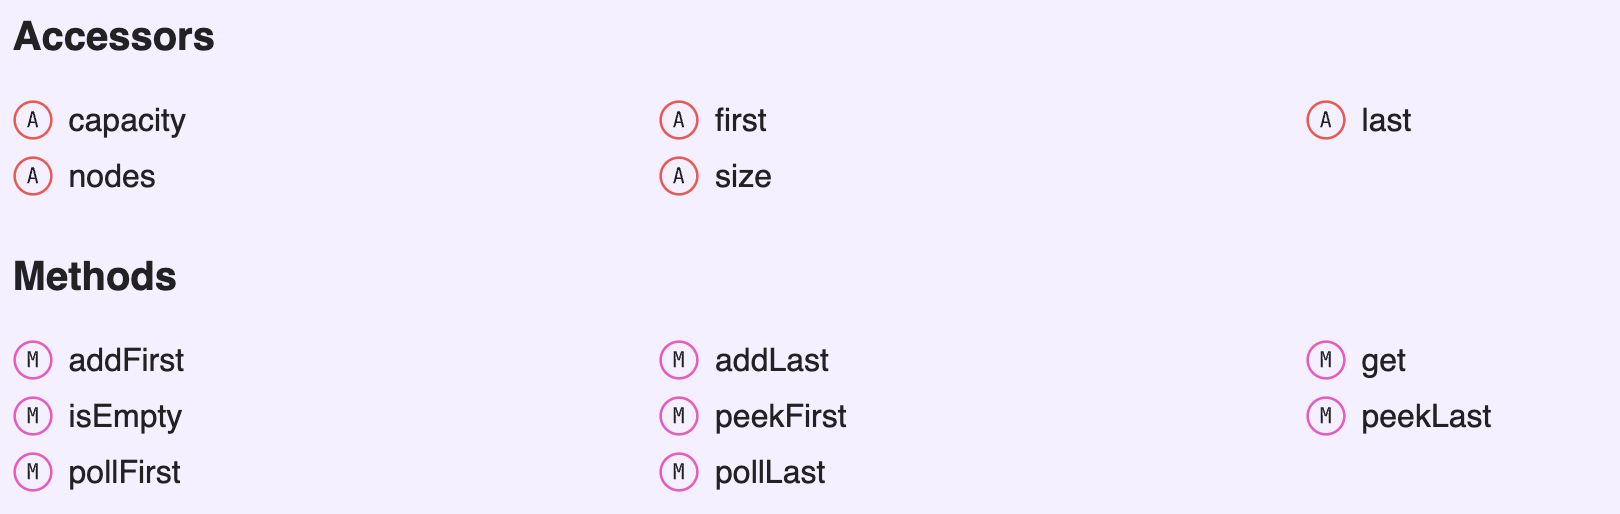 Accessors
A capacity A first A last
A nodes A size
Methods
M addFirst M addLast M get
M isEmpty M peekFirst M peekLast
M pollFirst M pollLast